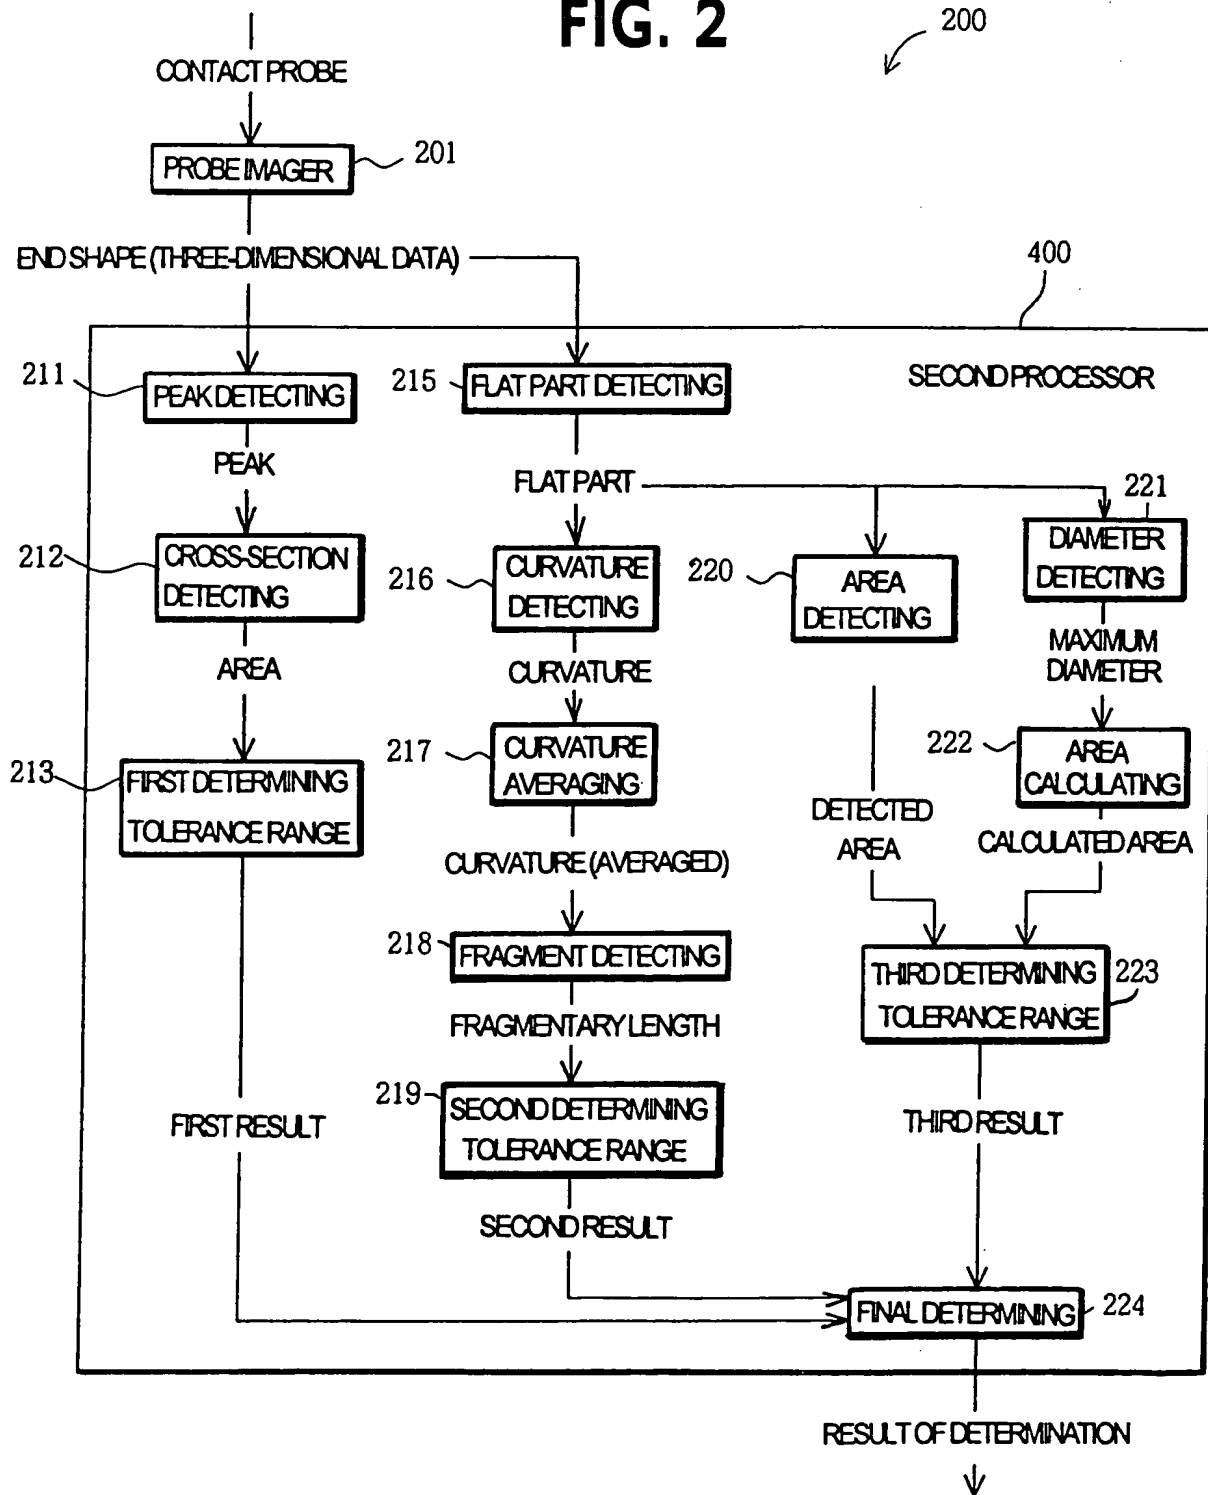 FIG. 2
200
CONTACT PROBE
PROBE IMAGER
201
END SHAPE (THREE-DIMENSIONAL DATA)
400
SECOND PROCESSOR
211
PEAK DETECTING
215
FLAT PART DETECTING
PEAK
FLAT PART
221
212
CROSS-SECTION
DETECTING
216
CURVATURE
DETECTING
220
AREA
DETECTING
DIAMETER
DETECTING
AREA
CURVATURE
MAXIMUM
DIAMETER
213
FIRST DETERMINING
TOLERANCE RANGE
217
CURVATURE
AVERAGING
222
AREA
CALCULATING
DETECTED
AREA
CALCULATED AREA
CURVATURE (AVERAGED)
218
FRAGMENT DETECTING
THIRD DETERMINING
TOLERANCE RANGE
223
FRAGMENTARY LENGTH
219
SECOND DETERMINING
TOLERANCE RANGE
FIRST RESULT
THIRD RESULT
SECOND RESULT
FINAL DETERMINING
224
RESULT OF DETERMINATION